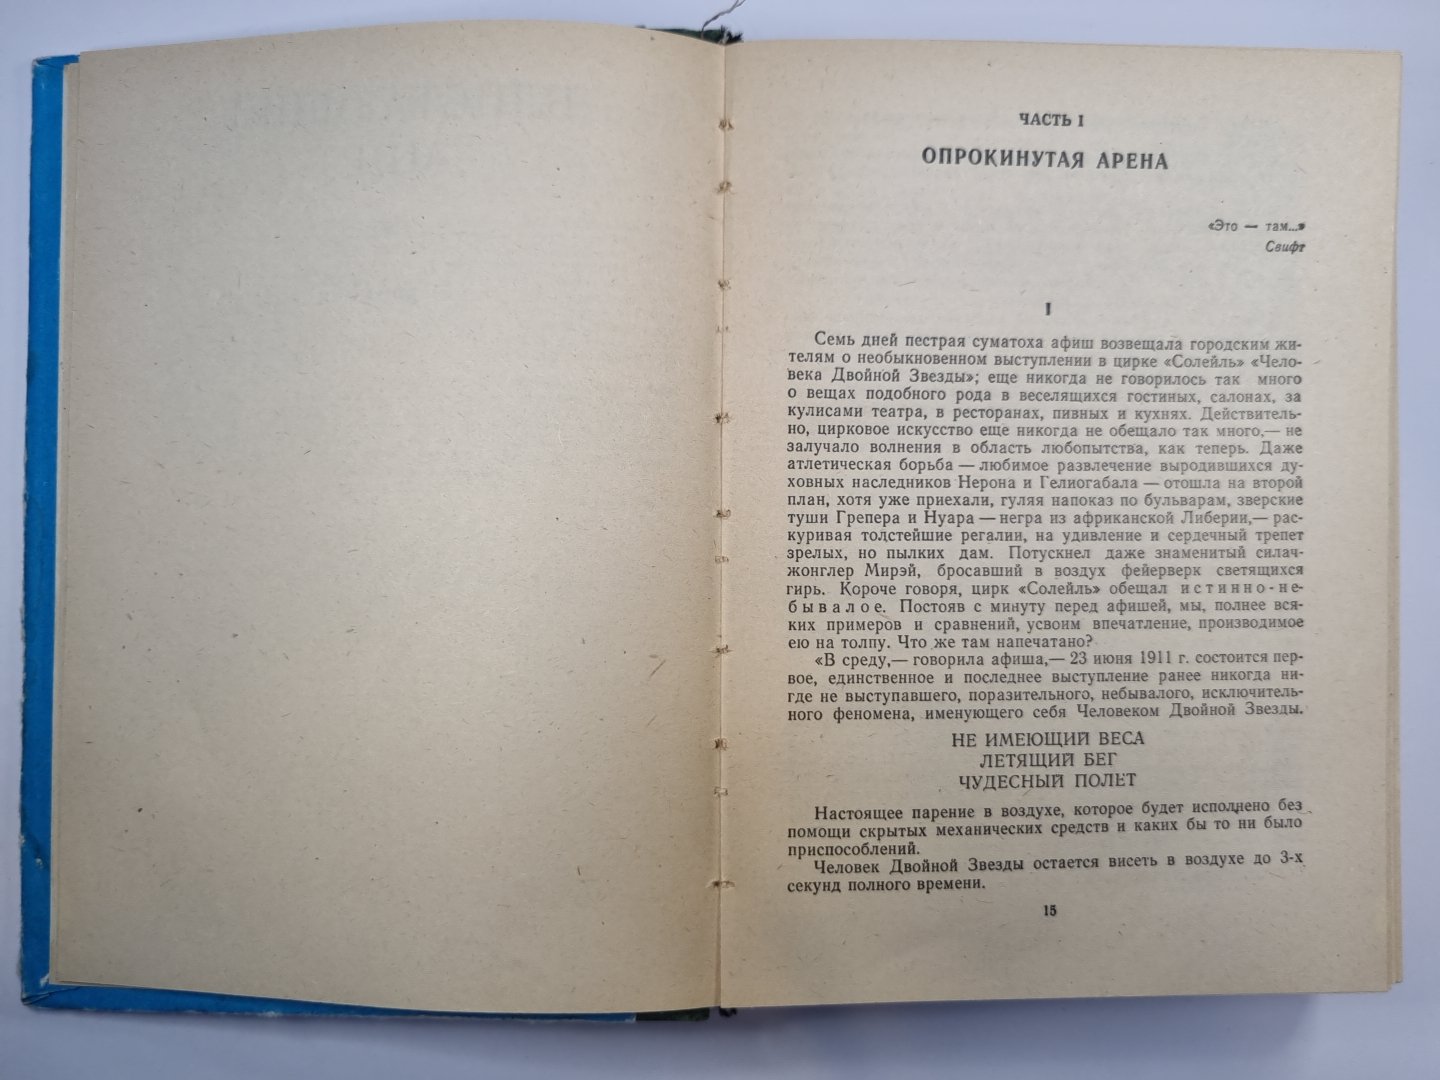 ЧАСТЬ I
ОПРОКИНУТАЯ АРЕНА
«Это — там...»
Свифт
I
Семь дней пестрая суматоха афиш возвещала городским жи-
телям о необыкновенном выступлении в цирке «Солейль» «Чело-
века Двойной Звезды»; еще никогда не говорилось так много
о вещах подобного рода в веселящихся гостиных, салонах, за
кулисами театра, в ресторанах, пивных и кухнях. Действитель-
но, цирковое искусство еще никогда не обещало так много,— не
залучало волнения в область любопытства, как теперь. Даже
атлетическая борьба — любимое развлечение выродившихся ду-
ховных наследников Нерона и Гелиогабала — отошла на второй
план, хотя уже приехали, гуляя напоказ по бульварам, зверские
туши Грепера и Нуара — негра из африканской Либерии,— рас-
куривая толстейшие регалии, на удивление и сердечный трепет
зрелых, но пылких дам. Потускнел даже знаменитый силач-
жонглер Мирэй, бросавший в воздух фейерверк светящихся
гирь. Короче говоря, цирк «Солейль» обещал истинно-не-
бывалое. Постояв с минуту перед афишей, мы, полнее вся-
ких примеров и сравнений, усвоим впечатление, производимое
ею на толпу. Что же там напечатано?
«В среду,— говорила афиша,— 23 июня 1911 г. состоится пер-
вое, единственное и последнее выступление ранее никогда ни-
где не выступавшего, поразительного, небывалого, исключитель-
ного феномена, именующего себя Человеком Двойной Звезды.
НЕ ИМЕЮЩИЙ ВЕСА
ЛЕТЯЩИЙ БЕГ
ЧУДЕСНЫЙ ПОЛЕТ
Настоящее парение в воздухе, которое будет исполнено без
помощи скрытых механических средств и каких бы то ни было
приспособлений.
Человек Двойной Звезды остается висеть в воздухе до 3-х
секунд полного времени.
15